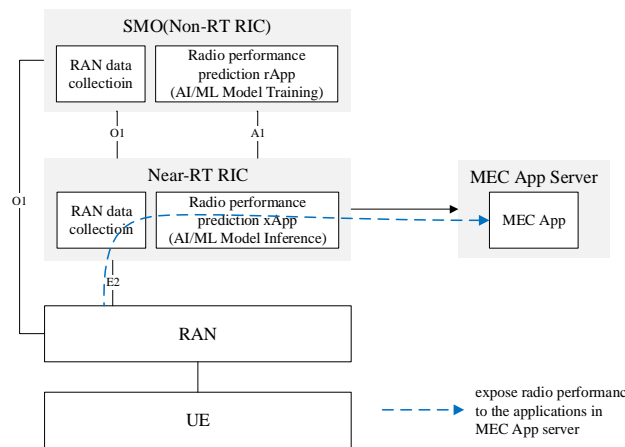 SMO(Non-RT RIC)
RAN data
collectioin
Radio performance
prediction rApp
(AI/ML Model Training)
O1
A1
O1
Near-RT RIC
RAN data
collectioin
Radio performance
prediction xApp
(AI/ML Model Inference)
MEC App Server
MEC App
E2
RAN
UE
expose radio performance
to the applications in
MEC App server